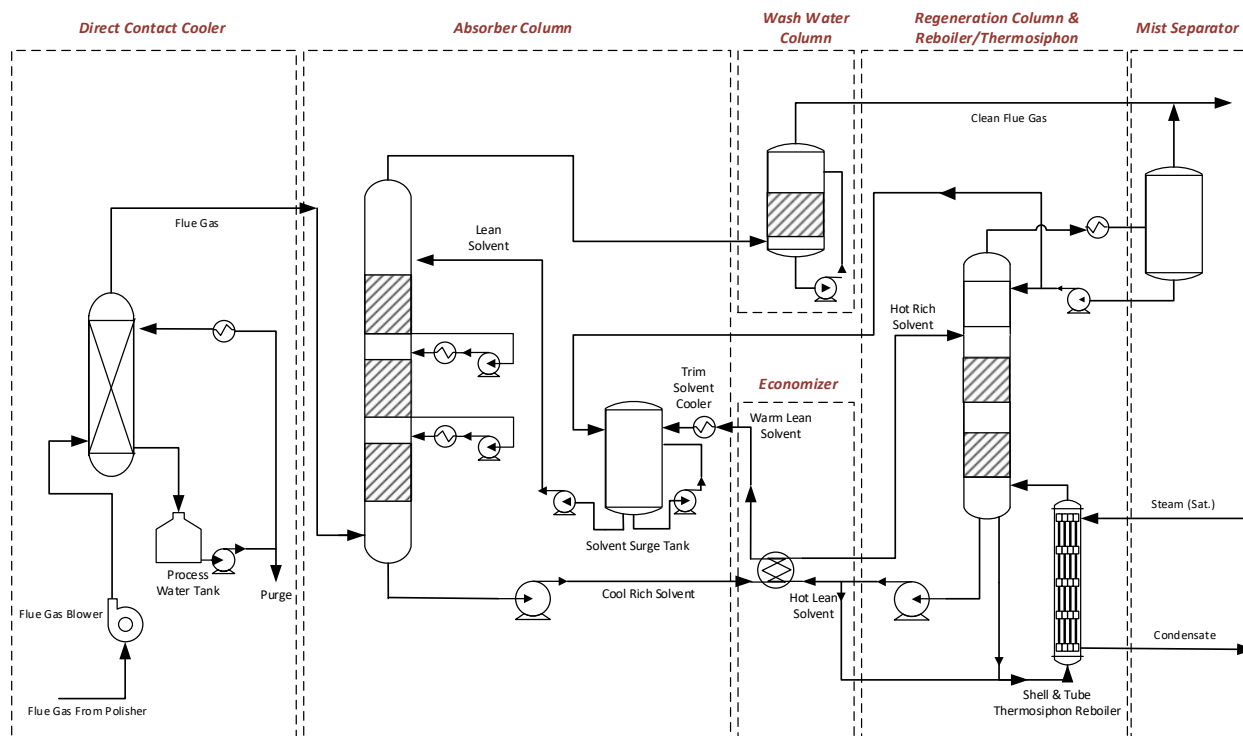 Direct Contact Cooler
Absorber Column
Wash Water
Column
Regeneration Column &
Reboiler/Thermosiphon
Mist Separator
Clean Flue Gas
Flue Gas
Lean
Solvent
Hot Rich
Solvent
Trim
Solvent
Cooler
Economizer
Warm Lean
Solvent
Steam (Sat.)
Solvent Surge Tank
Process
Water Tank
Purge
Cool Rich Solvent
Hot Lean
Solvent
Flue Gas Blower
Condensate
Shell & Tube
Thermosiphon Reboiler
Flue Gas From Polisher